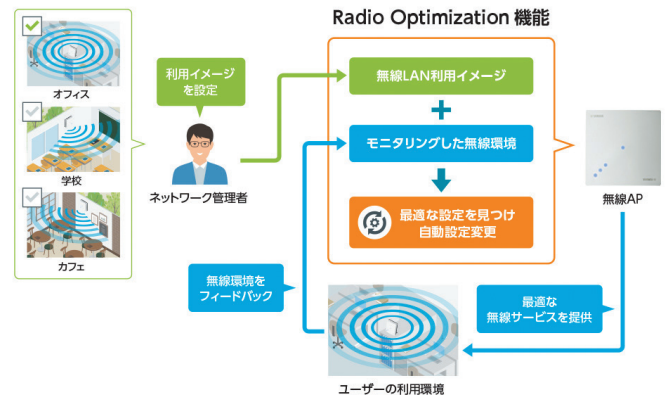 Radio Optimization 機能
オフィス
学校
カフェ
利用イメージ
を設定
ネットワーク管理者
無線LAN利用イメージ
+
モニタリングした無線環境
最適な設定を見つけ
自動設定変更
無線AP
無線環境を
フィードバック
最適な
無線サービスを提供
ユーザーの利用環境